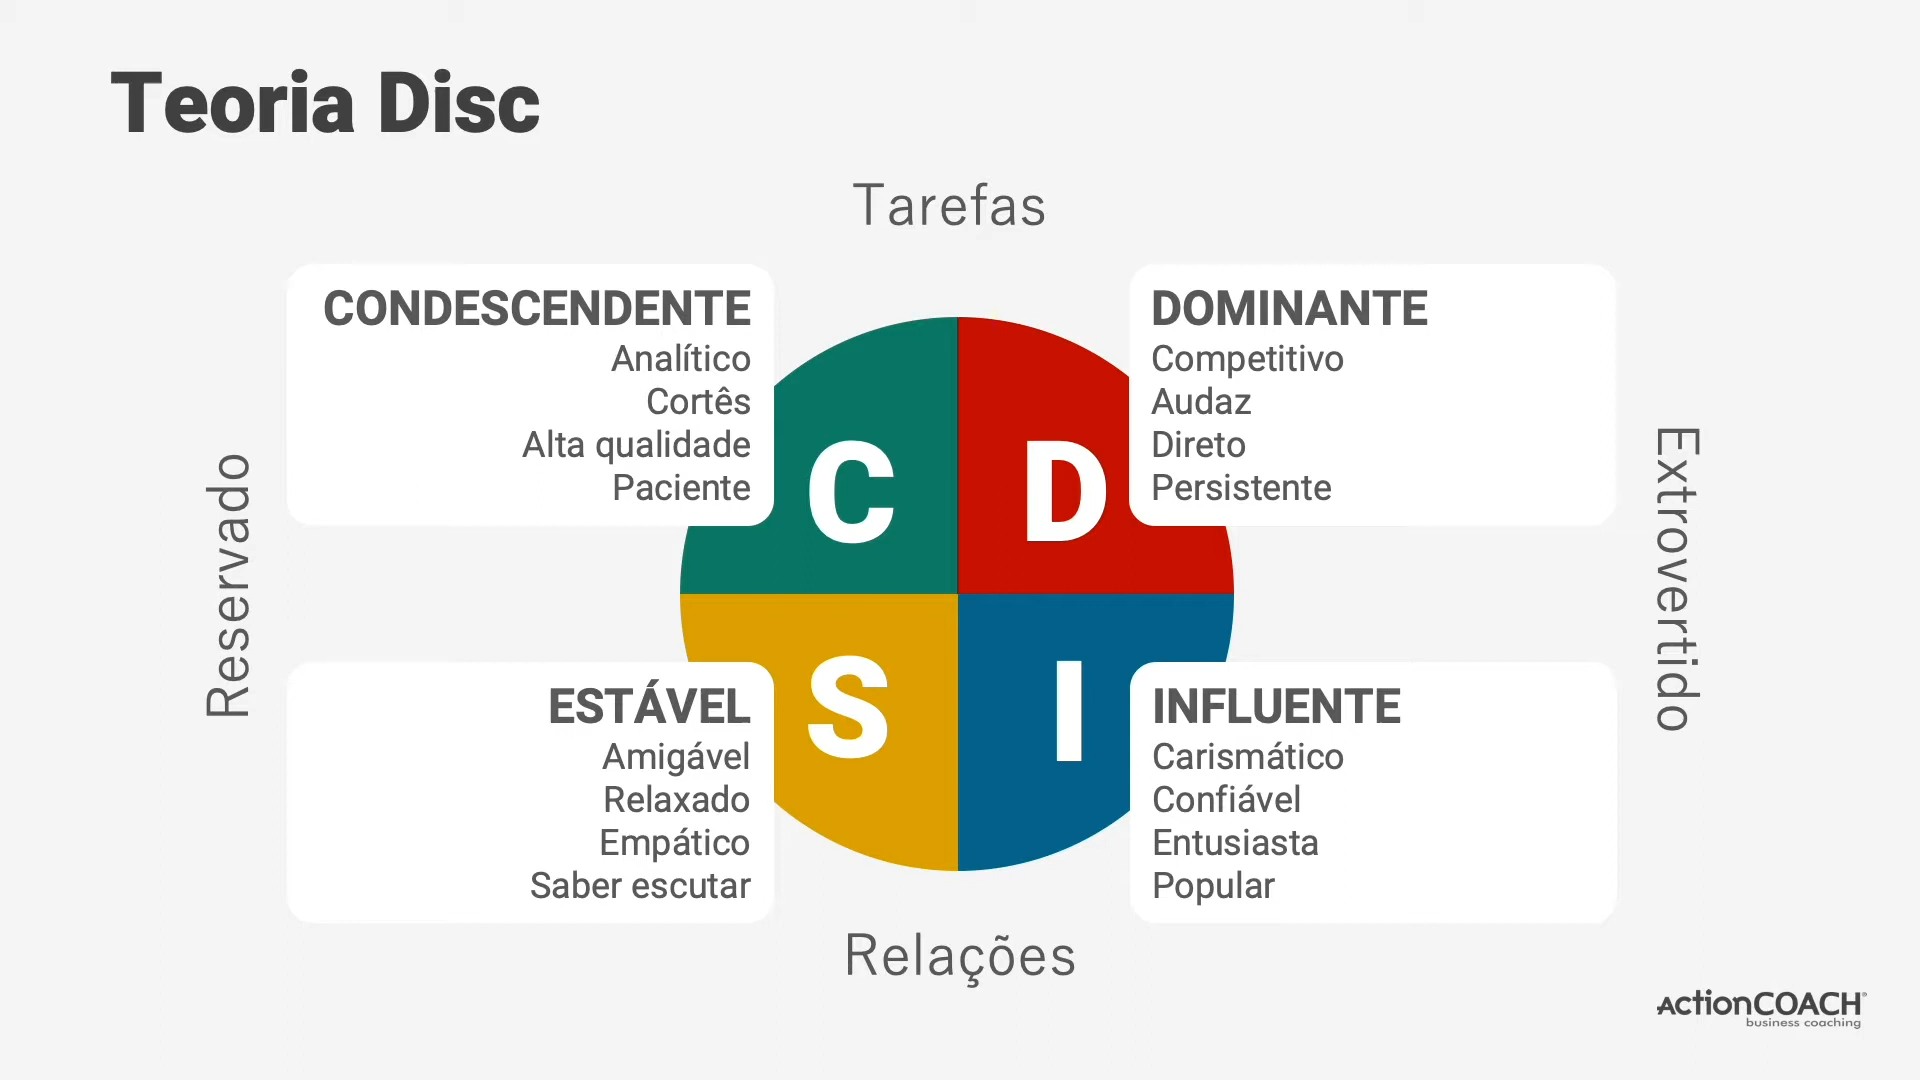 Teoria Disc
Tarefas
CONDESCENDENTE
Analítico
Cortês
Alta qualidade
Paciente
DOMINANTE
Competitivo
Audaz
Direto
Persistente
C
D
Reservado
Extrovertido
S
I
ESTÁVEL
Amigável
Relaxado
Empático
Saber escutar
INFLUENTE
Carismático
Confiável
Entusiasta
Popular
Relações
ActionCOACH®
business coaching